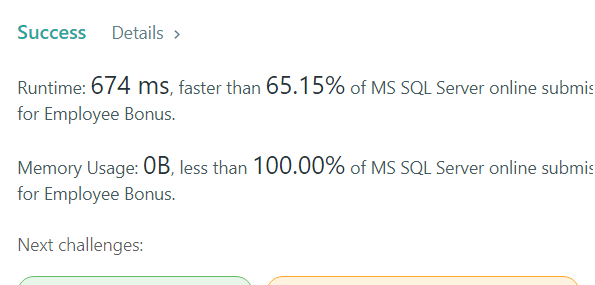 Success Details >
Runtime: 674 ms, faster than 65.15% of MS SQL Server online submis
for Employee Bonus.
Memory Usage: 0B, less than 100.00% of MS SQL Server online submis
for Employee Bonus.
Next challenges: